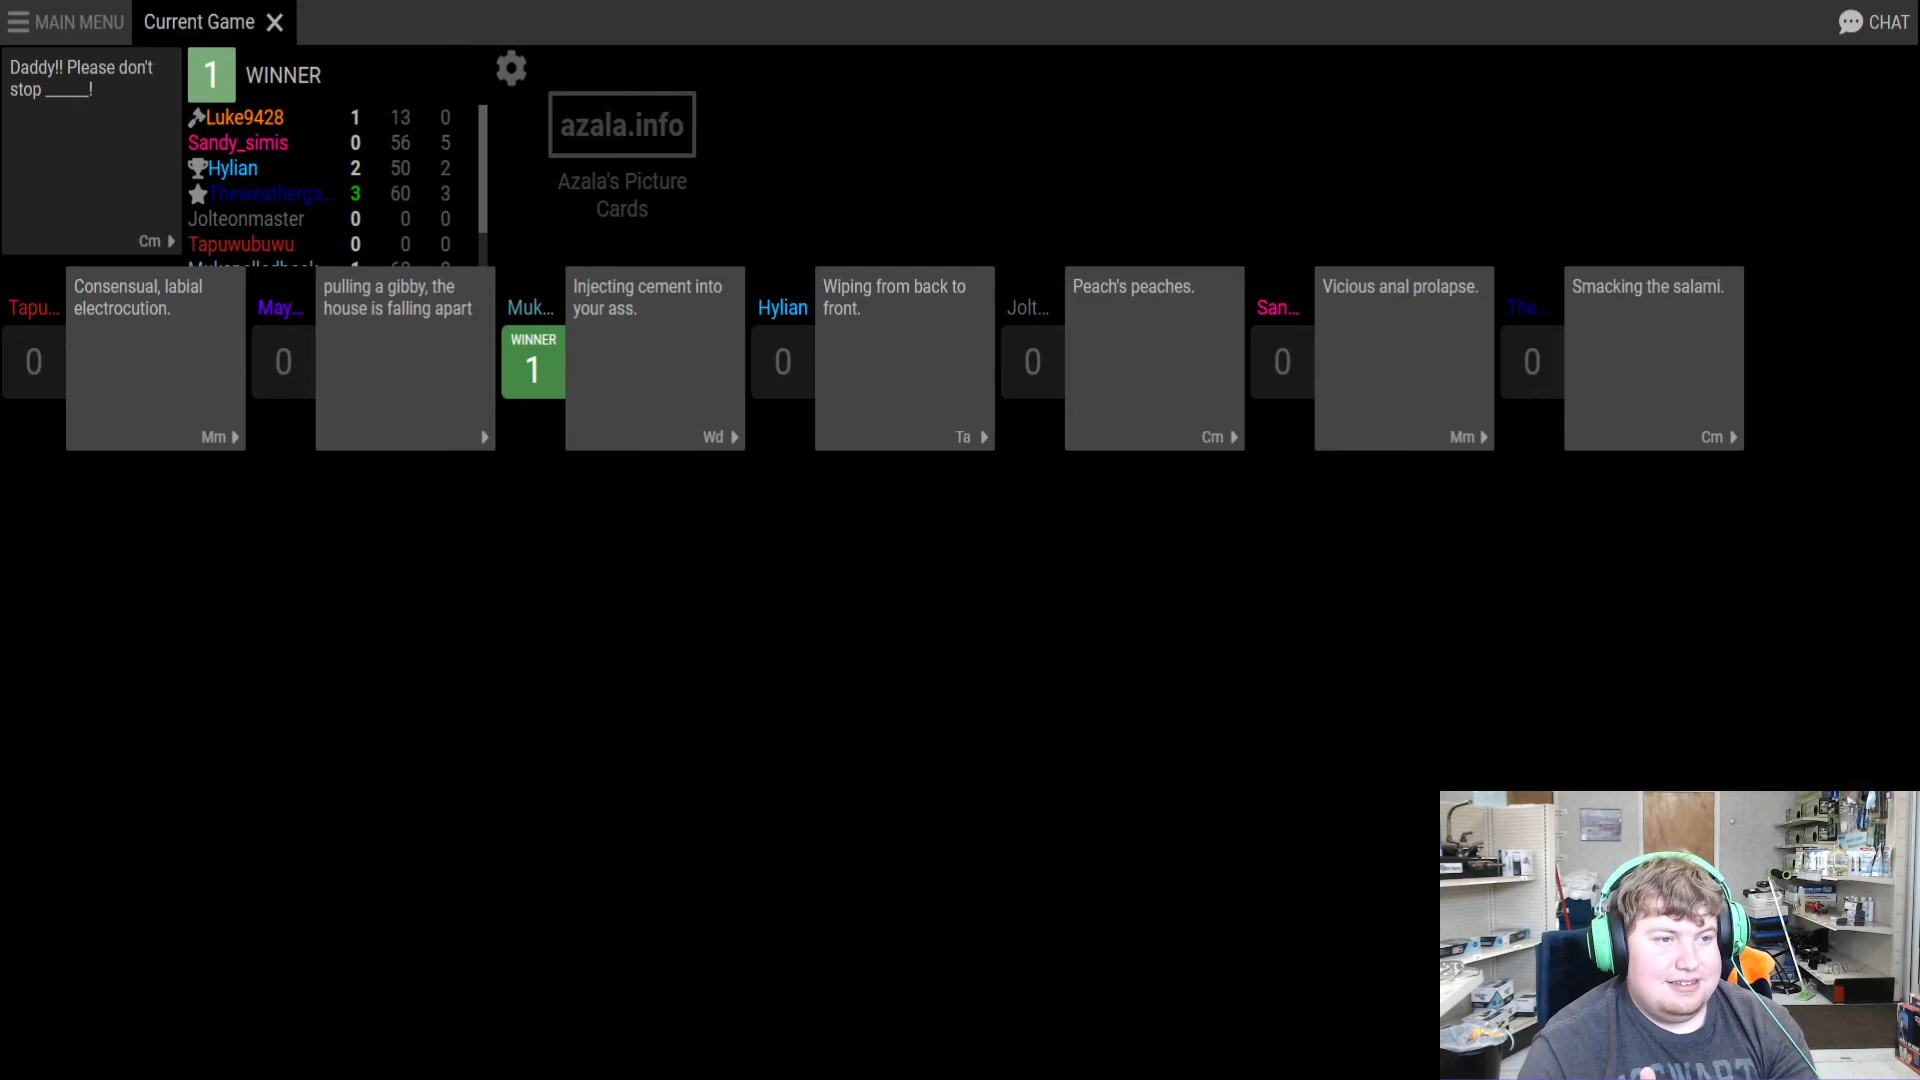 MAIN MENU
Current Game
CHAT
Daddy!! Please don't
stop ______!
Cm
1 WINNER
Luke9428 1 13 0
Sandy_simis 0 56 5
Hylian 2 50 2
Theweatherga... 3 60 3
Jolteonmaster 0 0 0
Tapuwubuwu 0 0 0
azala.info
Azala's Picture
Cards
Tapu...
0
Consensual, labial
electrocution.
Mm
May...
0
pulling a gibby, the
house is falling apart
Muk...
WINNER
1
Injecting cement into
your ass.
Wd
Hylian
0
Wiping from back to
front.
Ta
Jolt...
0
Peach's peaches.
Cm
San...
0
Vicious anal prolapse.
Mm
The...
0
Smacking the salami.
Cm